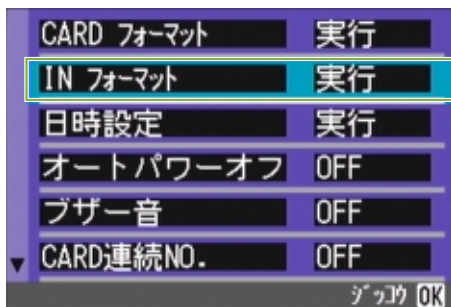 CARD フォーマット 実行
IN フォーマット 実行
日時設定 実行
オートパワーオフ OFF
ブザー音 OFF
CARD連続NO. OFF
ジッコウ OK